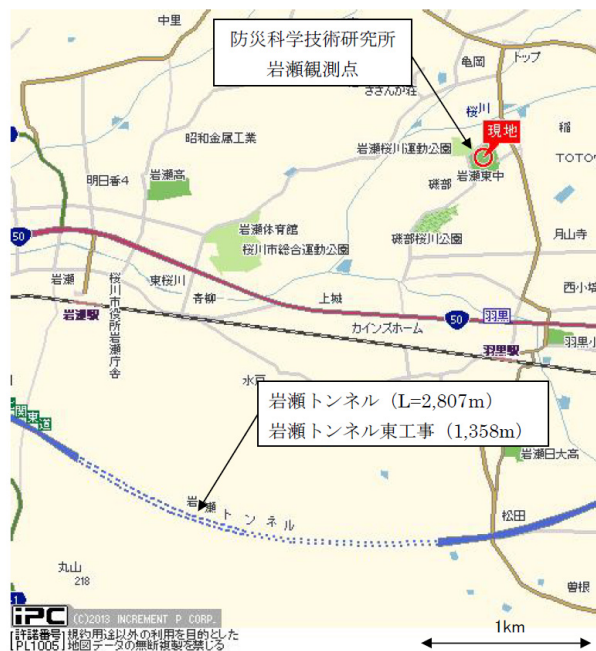 中里
防災科学技術研究所
岩瀬観測点
亀岡
トップ
ささんが荘
桜川
現地
稲
昭和金属工業
岩瀬桜川運動公園
TOTO
岩瀬東中
明日香4
岩瀬高
磯部
50
岩瀬体育館
桜川市総合運動公園
磯部桜川公園
月山寺
岩瀬
東桜川
西小塙
桜川市役所岩瀬庁舎
青柳
上城
岩瀬駅
50
羽黒
カインズホーム
羽黒小
羽黒駅
水戸
岩瀬トンネル（L=2,807m）
岩瀬トンネル東工事（1,358m）
関東道
岩瀬日大高
岩瀬トンネル
松田
丸山
218
曽根
1
iPC (C)2013 INCREMENT P CORP.
1km
[許諾番号]規約用途以外の利用を目的とした
[PL1005]地図データの無断複製を禁じる